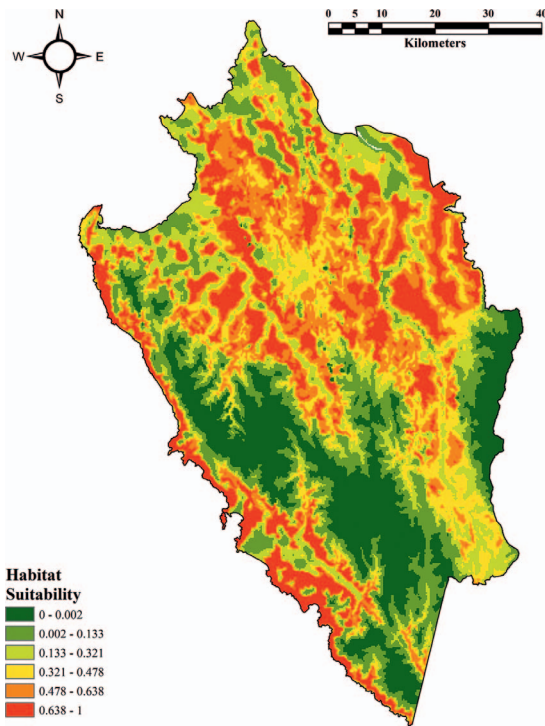 N
W E
S
0 10 20 30 40
Kilometers
Habitat
Suitability
0 - 0.002
0.002 - 0.133
0.133 - 0.321
0.321 - 0.478
0.478 - 0.638
0.638 - 1